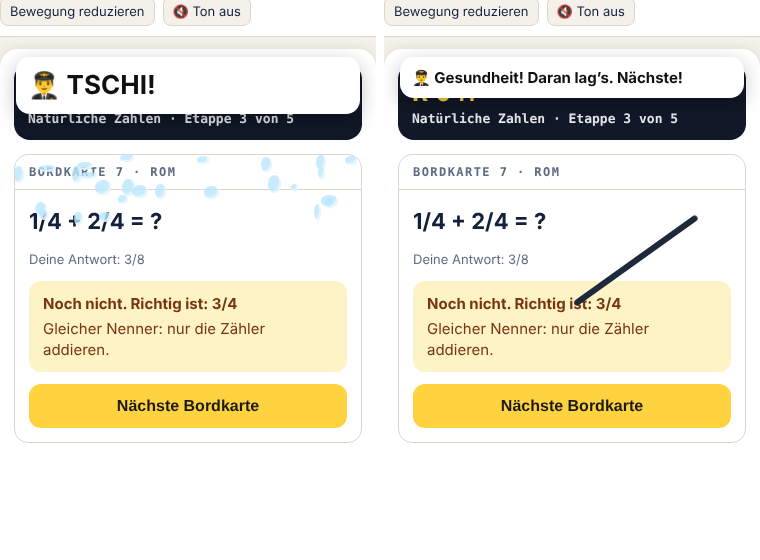 Bewegung reduzieren 🔇 Ton aus
👨‍✈️ TSCHI!
Natürliche Zahlen · Etappe 3 von 5
BORDKARTE 7 · ROM
1/4 + 2/4 = ?
Deine Antwort: 3/8
Noch nicht. Richtig ist: 3/4
Gleicher Nenner: nur die Zähler
addieren.
Nächste Bordkarte
Bewegung reduzieren 🔇 Ton aus
👨‍✈️ Gesundheit! Daran lag’s. Nächste!
Natürliche Zahlen · Etappe 3 von 5
BORDKARTE 7 · ROM
1/4 + 2/4 = ?
Deine Antwort: 3/8
Noch nicht. Richtig ist: 3/4
Gleicher Nenner: nur die Zähler
addieren.
Nächste Bordkarte